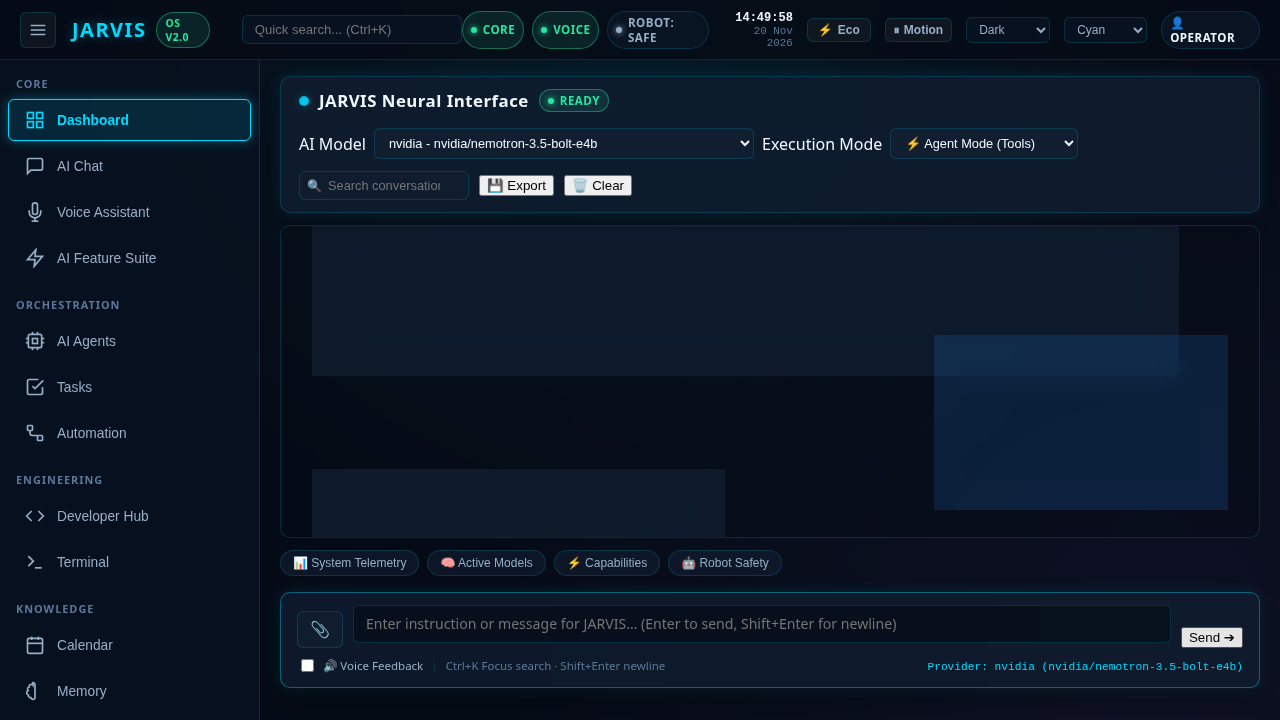 JARVIS
OS
V2.0
Quick search... (Ctrl+K)
CORE
VOICE
ROBOT:
SAFE
14:49:58
20 Nov
2026
⚡ Eco
Motion
Dark
Cyan
👤
OPERATOR
CORE
Dashboard
AI Chat
Voice Assistant
AI Feature Suite
ORCHESTRATION
AI Agents
Tasks
Automation
ENGINEERING
Developer Hub
Terminal
KNOWLEDGE
Calendar
Memory
JARVIS Neural Interface
READY
AI Model
nvidia - nvidia/nemotron-3.5-bolt-e4b
Execution Mode
⚡ Agent Mode (Tools)
🔍 Search conversation
💾 Export
🗑️ Clear
📊 System Telemetry
🧠 Active Models
⚡ Capabilities
🤖 Robot Safety
📎
Enter instruction or message for JARVIS... (Enter to send, Shift+Enter for newline)
Send ➔
🔊 Voice Feedback
Ctrl+K Focus search · Shift+Enter newline
Provider: nvidia (nvidia/nemotron-3.5-bolt-e4b)